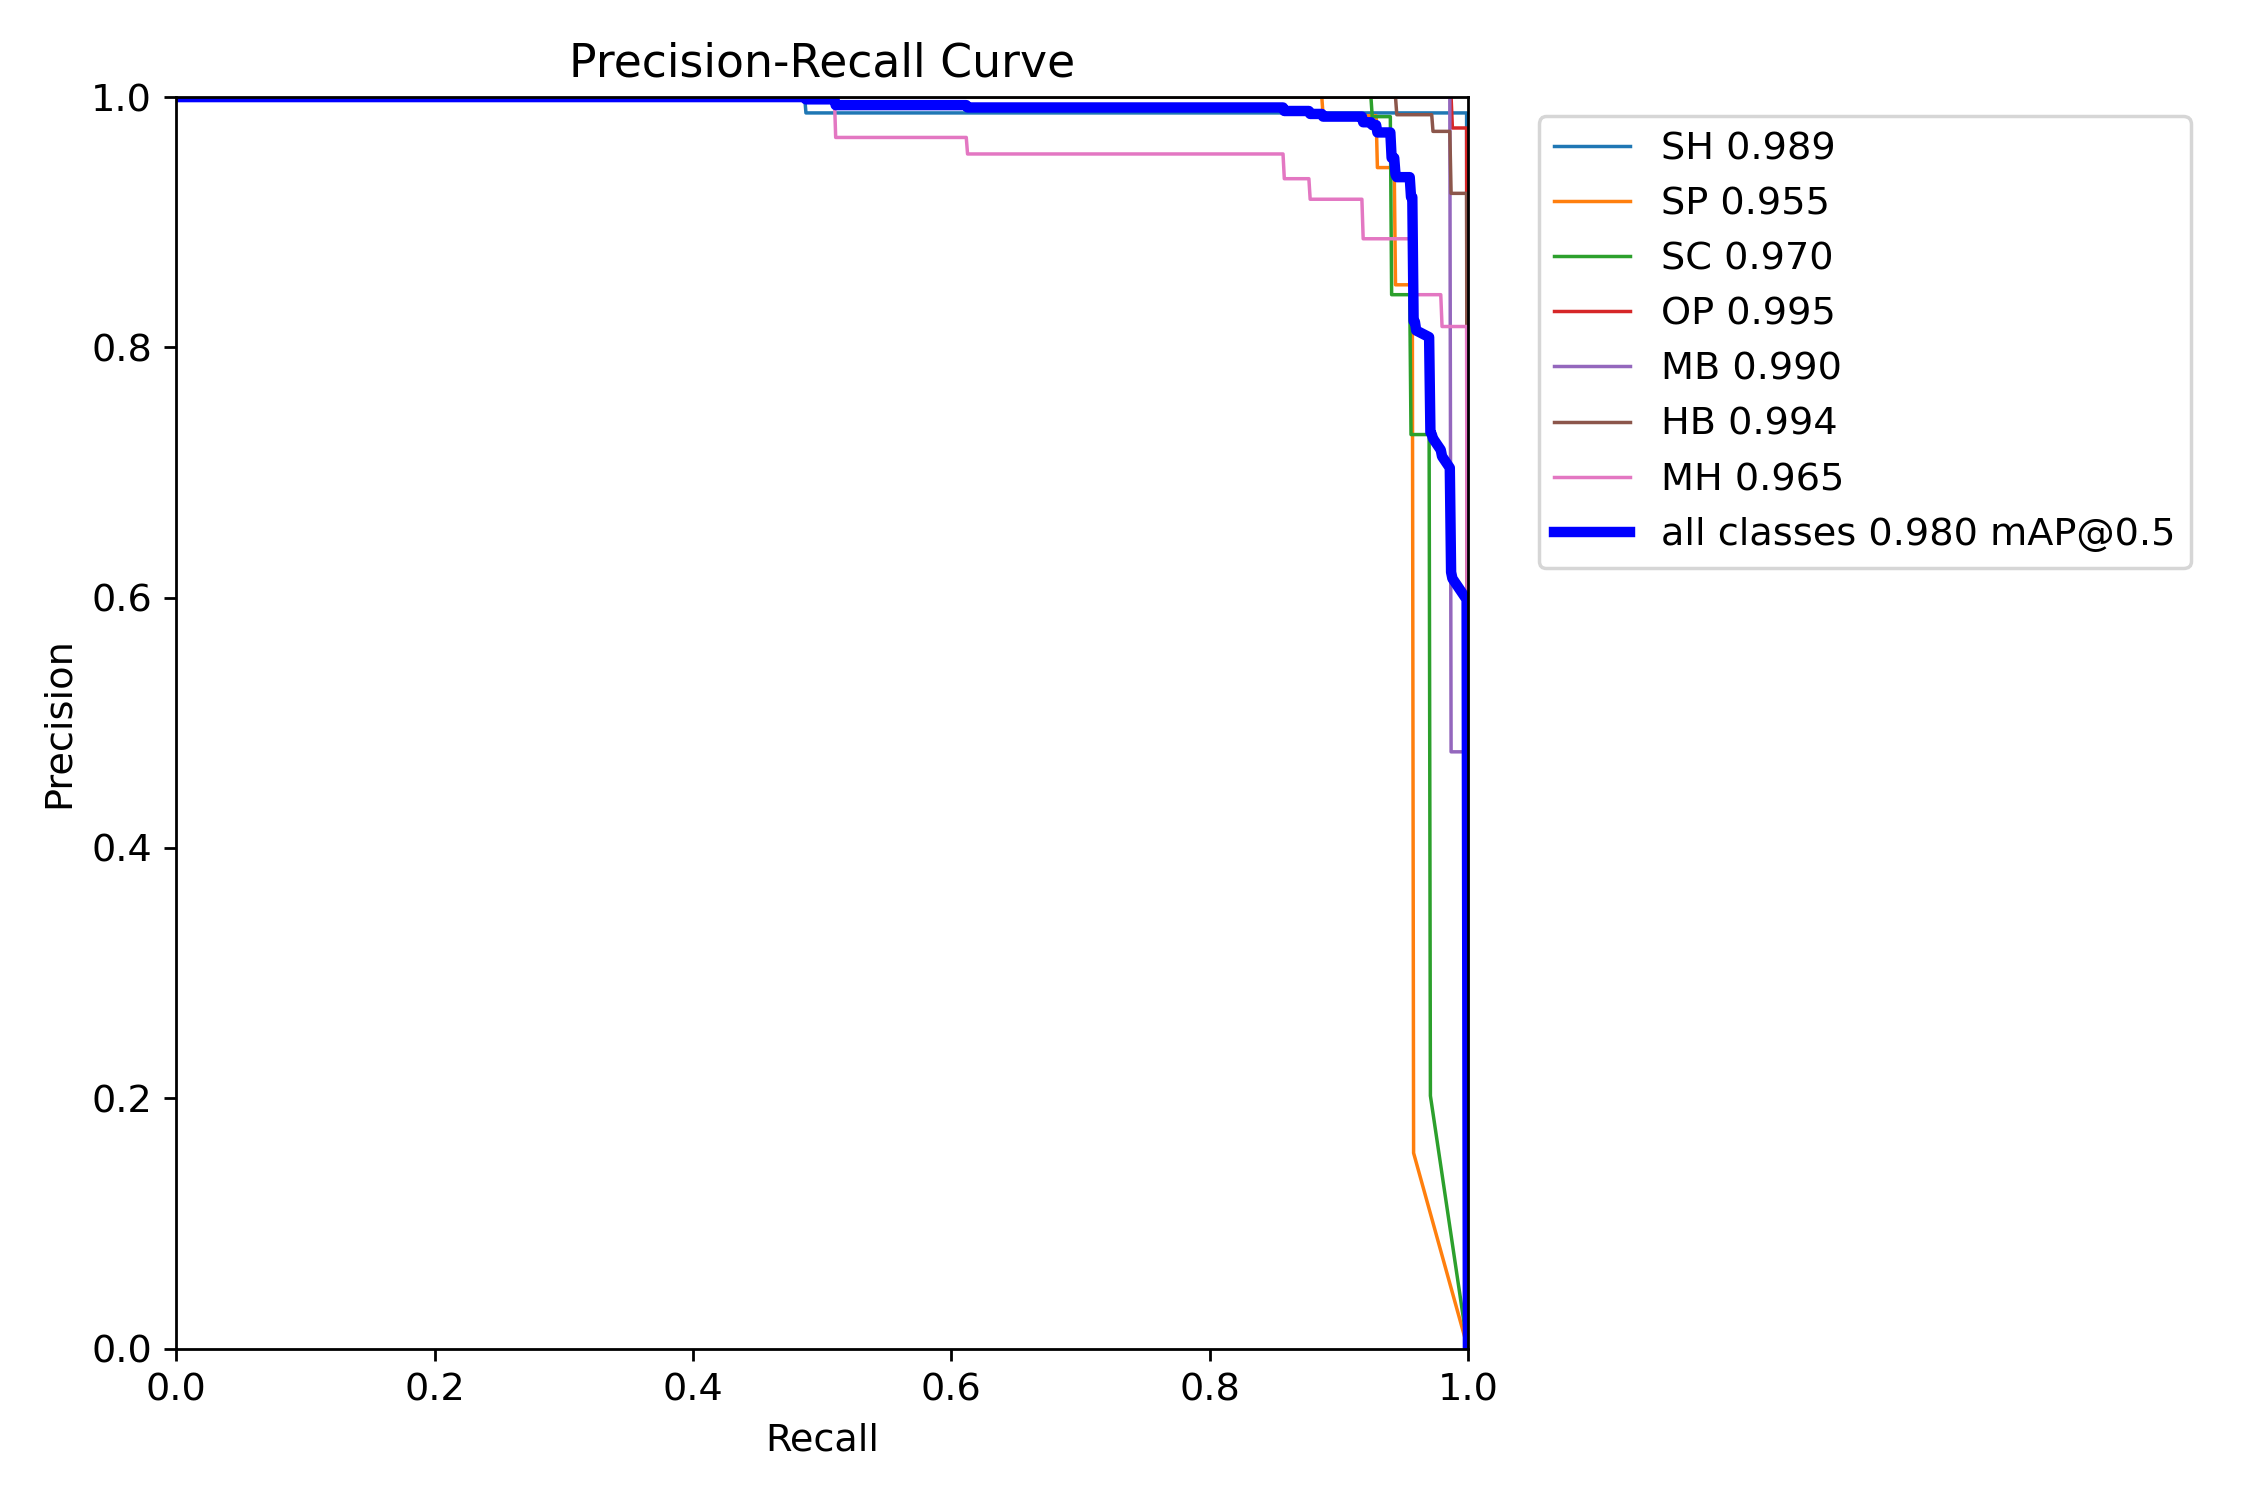 Precision-Recall Curve
1.0
0.8
0.6
0.4
0.2
0.0
Precision
0.0 0.2 0.4 0.6 0.8 1.0
Recall
SH 0.989
SP 0.955
SC 0.970
OP 0.995
MB 0.990
HB 0.994
MH 0.965
all classes 0.980 mAP@0.5